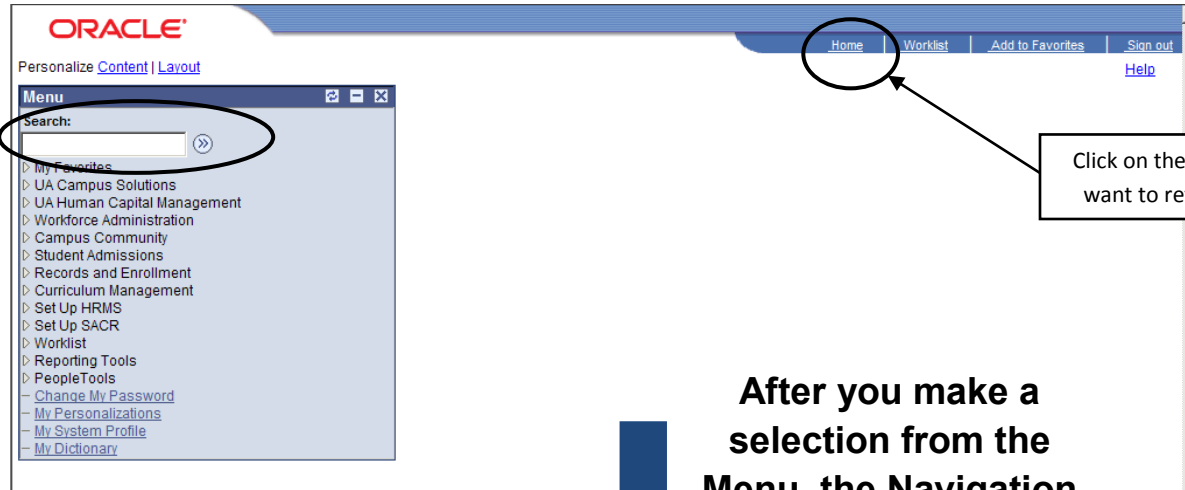 ORACLE
Home | Worklist | Add to Favorites | Sign out
Personalize Content | Layout
Help
Menu
Search:
My Favorites
UA Campus Solutions
UA Human Capital Management
Workforce Administration
Campus Community
Student Admissions
Records and Enrollment
Curriculum Management
Set Up HRMS
Set Up SACR
Worklist
Reporting Tools
PeopleTools
Change My Password
My Personalizations
My System Profile
My Dictionary
Click on the
want to re
After you make a
selection from the
Menu, the Navigation